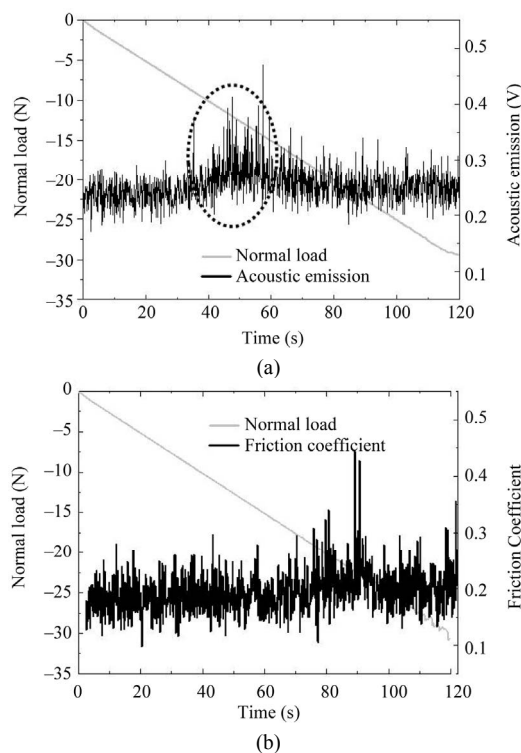 (a)
0
−5
−10
−15
−20
−25
−30
−35
Normal load (N)
0.5
0.4
0.3
0.2
0.1
Acoustic emission (V)
Normal load
Acoustic emission
0 20 40 60 80 100 120
Time (s)
(a)
0
−5
−10
−15
−20
−25
−30
−35
Normal load (N)
0.5
0.4
0.3
0.2
0.1
Friction Coefficient
Normal load
Friction coefficient
0 20 40 60 80 100 120
Time (s)
(b)